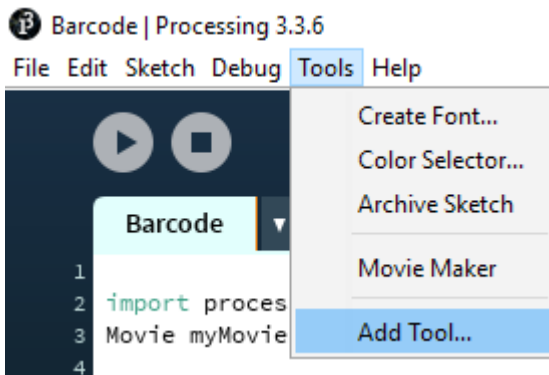 Barcode | Processing 3.3.6
File Edit Sketch Debug Tools Help
Create Font...
Color Selector...
Archive Sketch
Movie Maker
Add Tool...
Barcode
1
2 import proces
3 Movie myMovie
4